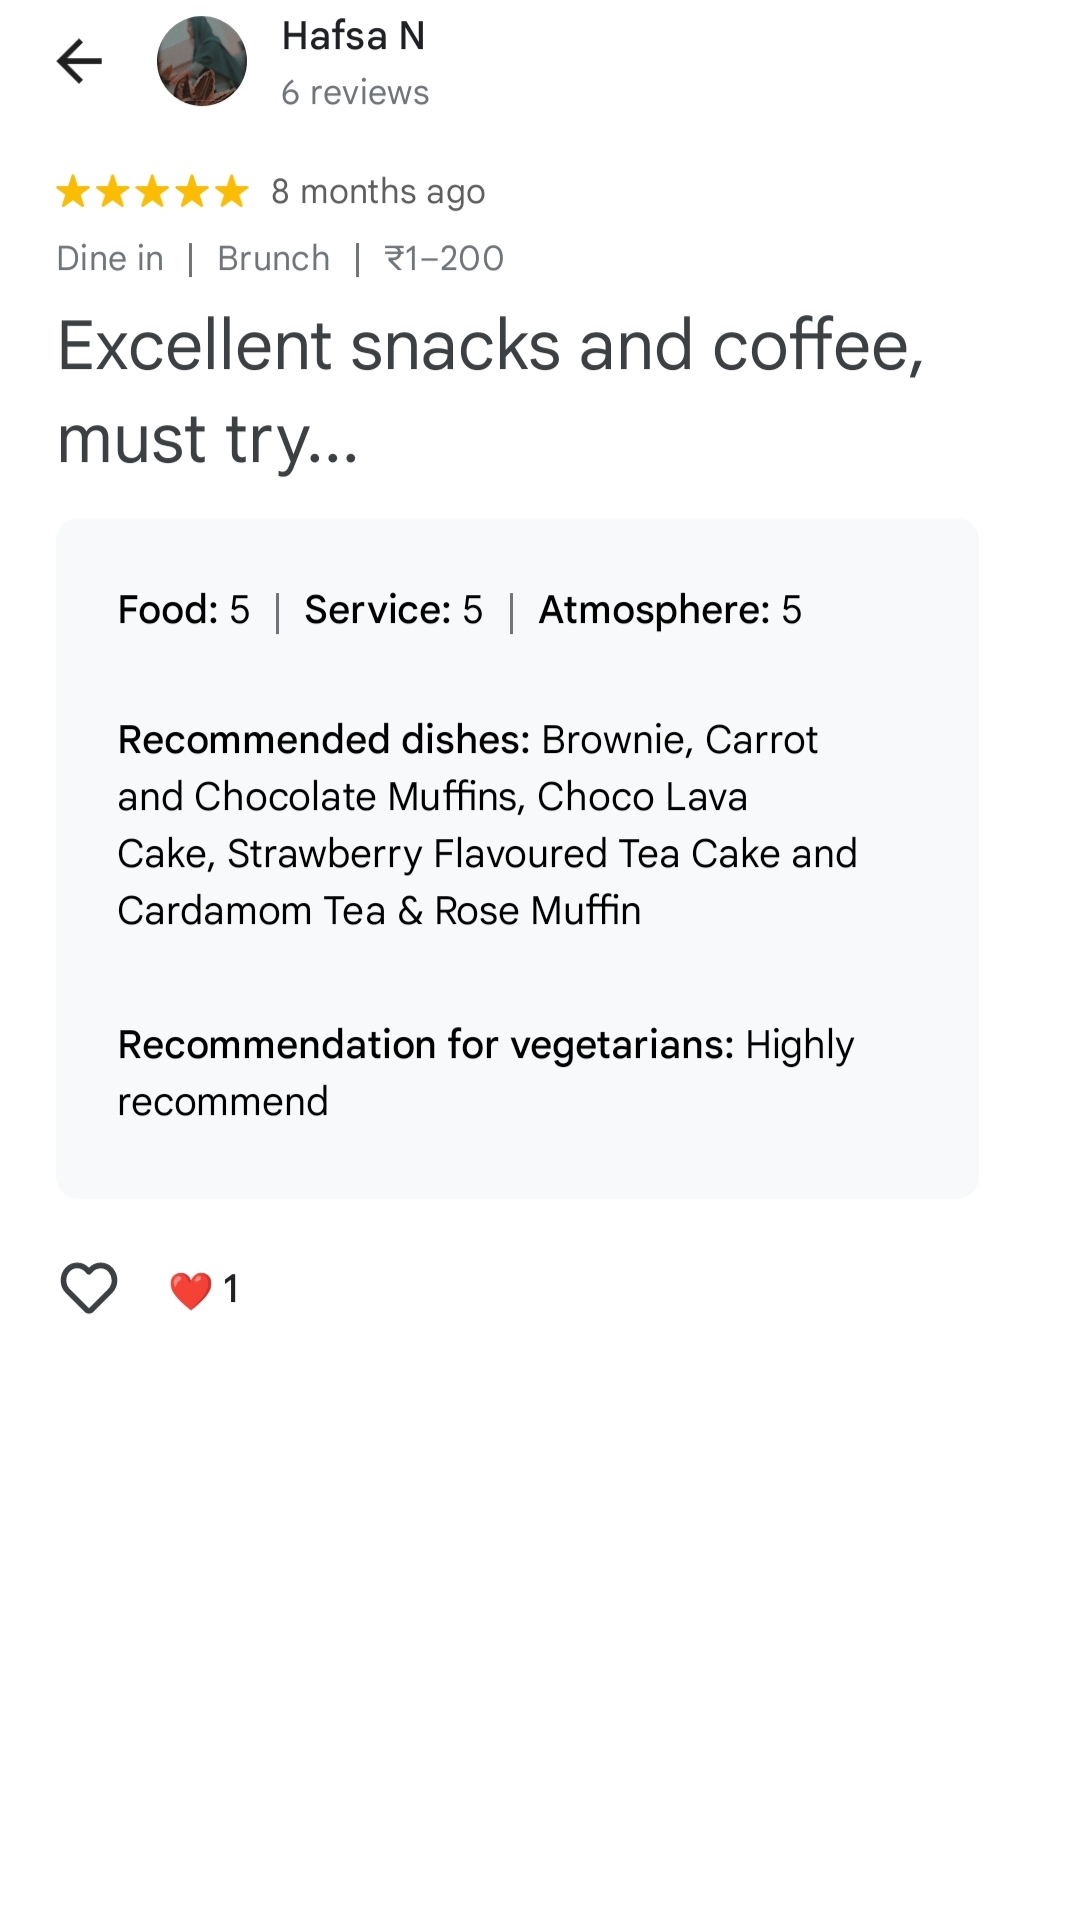 Hafsa N
6 reviews
8 months ago
Dine in | Brunch | ₹1–200
Excellent snacks and coffee,
must try...
Food: 5 | Service: 5 | Atmosphere: 5
Recommended dishes: Brownie, Carrot
and Chocolate Muffins, Choco Lava
Cake, Strawberry Flavoured Tea Cake and
Cardamom Tea & Rose Muffin
Recommendation for vegetarians: Highly
recommend
❤️ 1